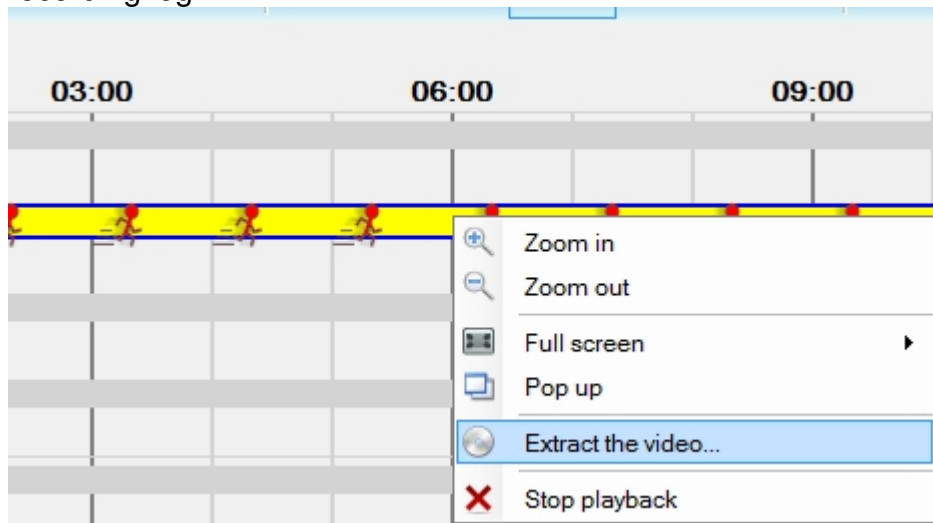 03:00 06:00 09:00
Zoom in
Zoom out
Full screen
Pop up
Extract the video...
Stop playback